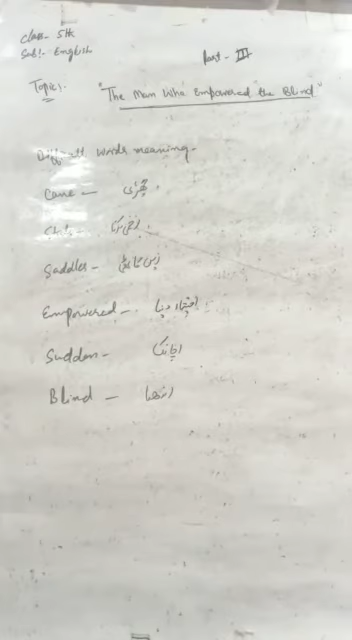 Class- 5th
Sub:- English
Part - III
Topic:- "The Man Who Empowered the Blind"
Difficult words meaning-
Cane - چھڑی
Saddler-
Empowered - اختیار دینا
Sudden- اچانک
Blind - اندھا